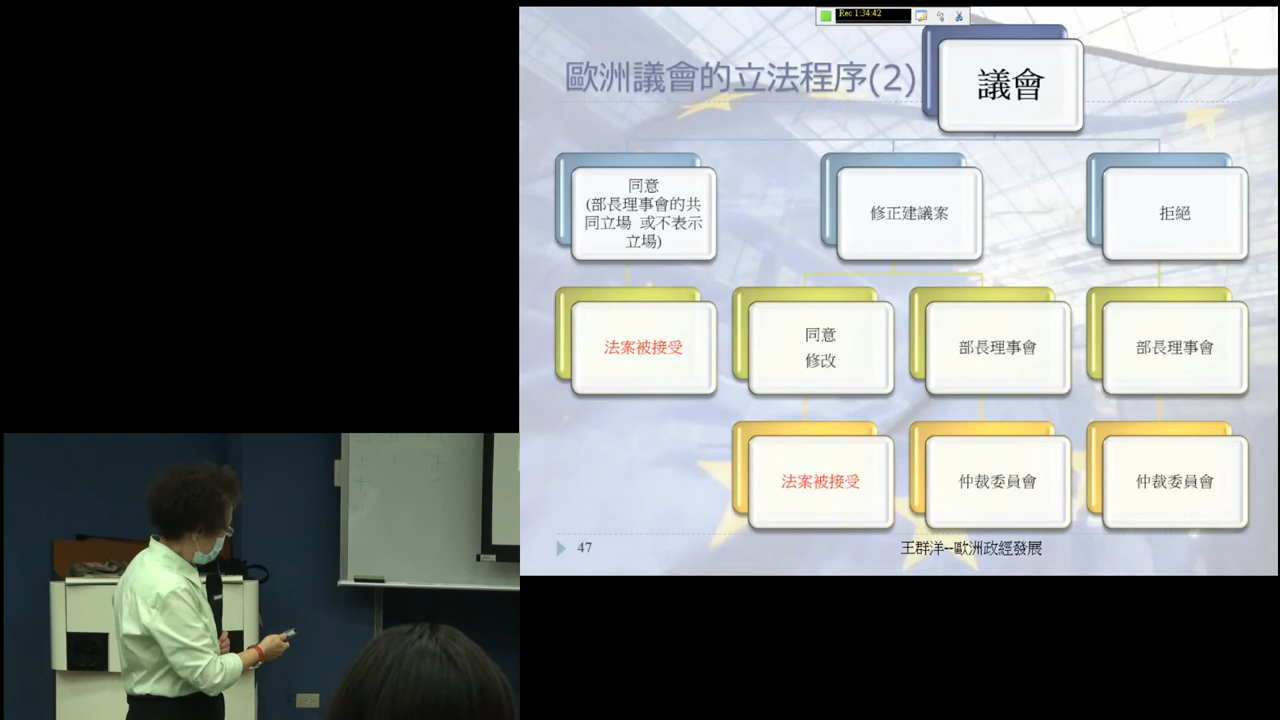 Rec 1:34:42
歐洲議會的立法程序(2)
議會
同意
(部長理事會的共
同立場 或不表示
立場)
修正建議案
拒絕
法案被接受
同意
修改
部長理事會
部長理事會
法案被接受
仲裁委員會
仲裁委員會
47
王群洋--歐洲政經發展